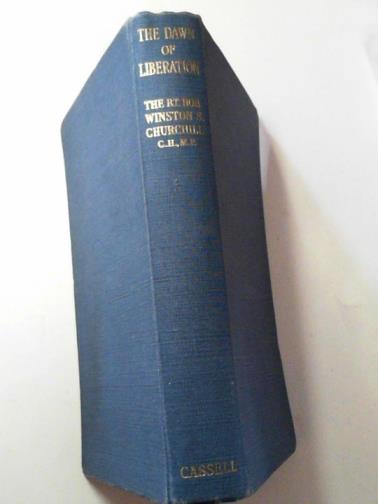 THE DAWN
OF
LIBERATION
THE RT. HON.
WINSTON S.
CHURCHILL
C.H., M.P.
CASSELL